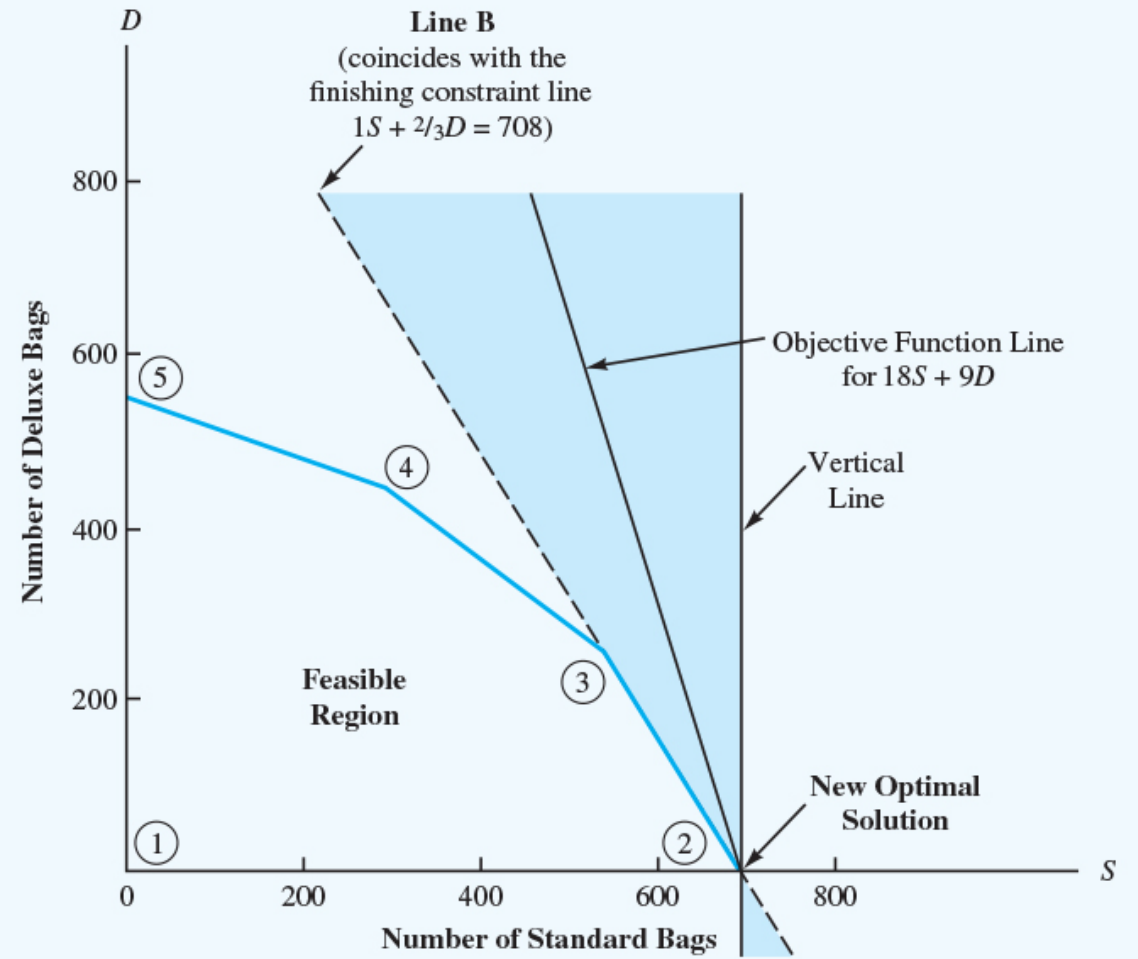 D
Line B
(coincides with the
finishing constraint line
1S + 2/3D = 708)
800
600
400
200
Number of Deluxe Bags
5
4
3
2
1
Objective Function Line
for 18S + 9D
Vertical
Line
Feasible
Region
New Optimal
Solution
S
0
200
400
600
800
Number of Standard Bags